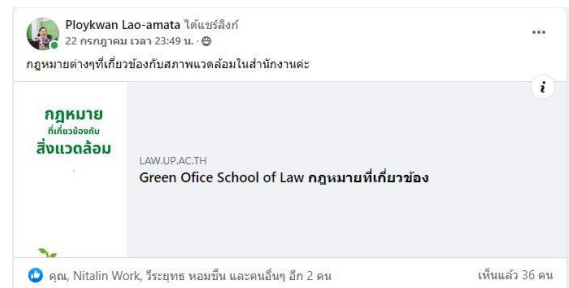 Ploykwan Lao-amata ได้แชร์ลิงก์
22 กรกฎาคม เวลา 23:49 น. ·
กฎหมายต่างๆที่เกี่ยวข้องกับสภาพแวดล้อมในสำนักงานค่ะ
กฎหมาย
ที่เกี่ยวข้องกับ
สิ่งแวดล้อม
LAW.UP.AC.TH
Green Ofice School of Law กฎหมายที่เกี่ยวข้อง
คุณ, Nitalin Work, วีระยุทธ หอมชื่น และคนอื่นๆ อีก 2 คน
เห็นแล้ว 36 คน